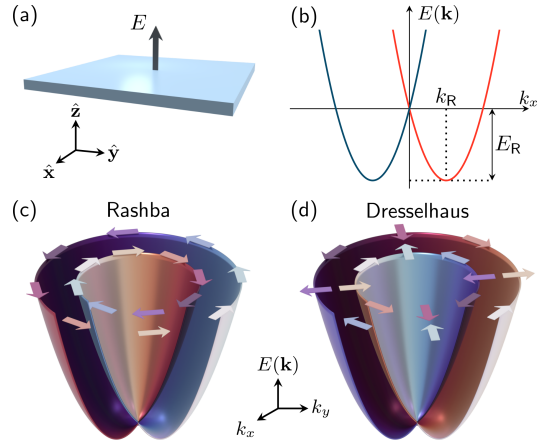 (a)
E
ẑ
ŷ
x̂
(b)
E(k)
k_x
k_R
E_R
(c)
Rashba
(d)
Dresselhaus
E(k)
k_y
k_x